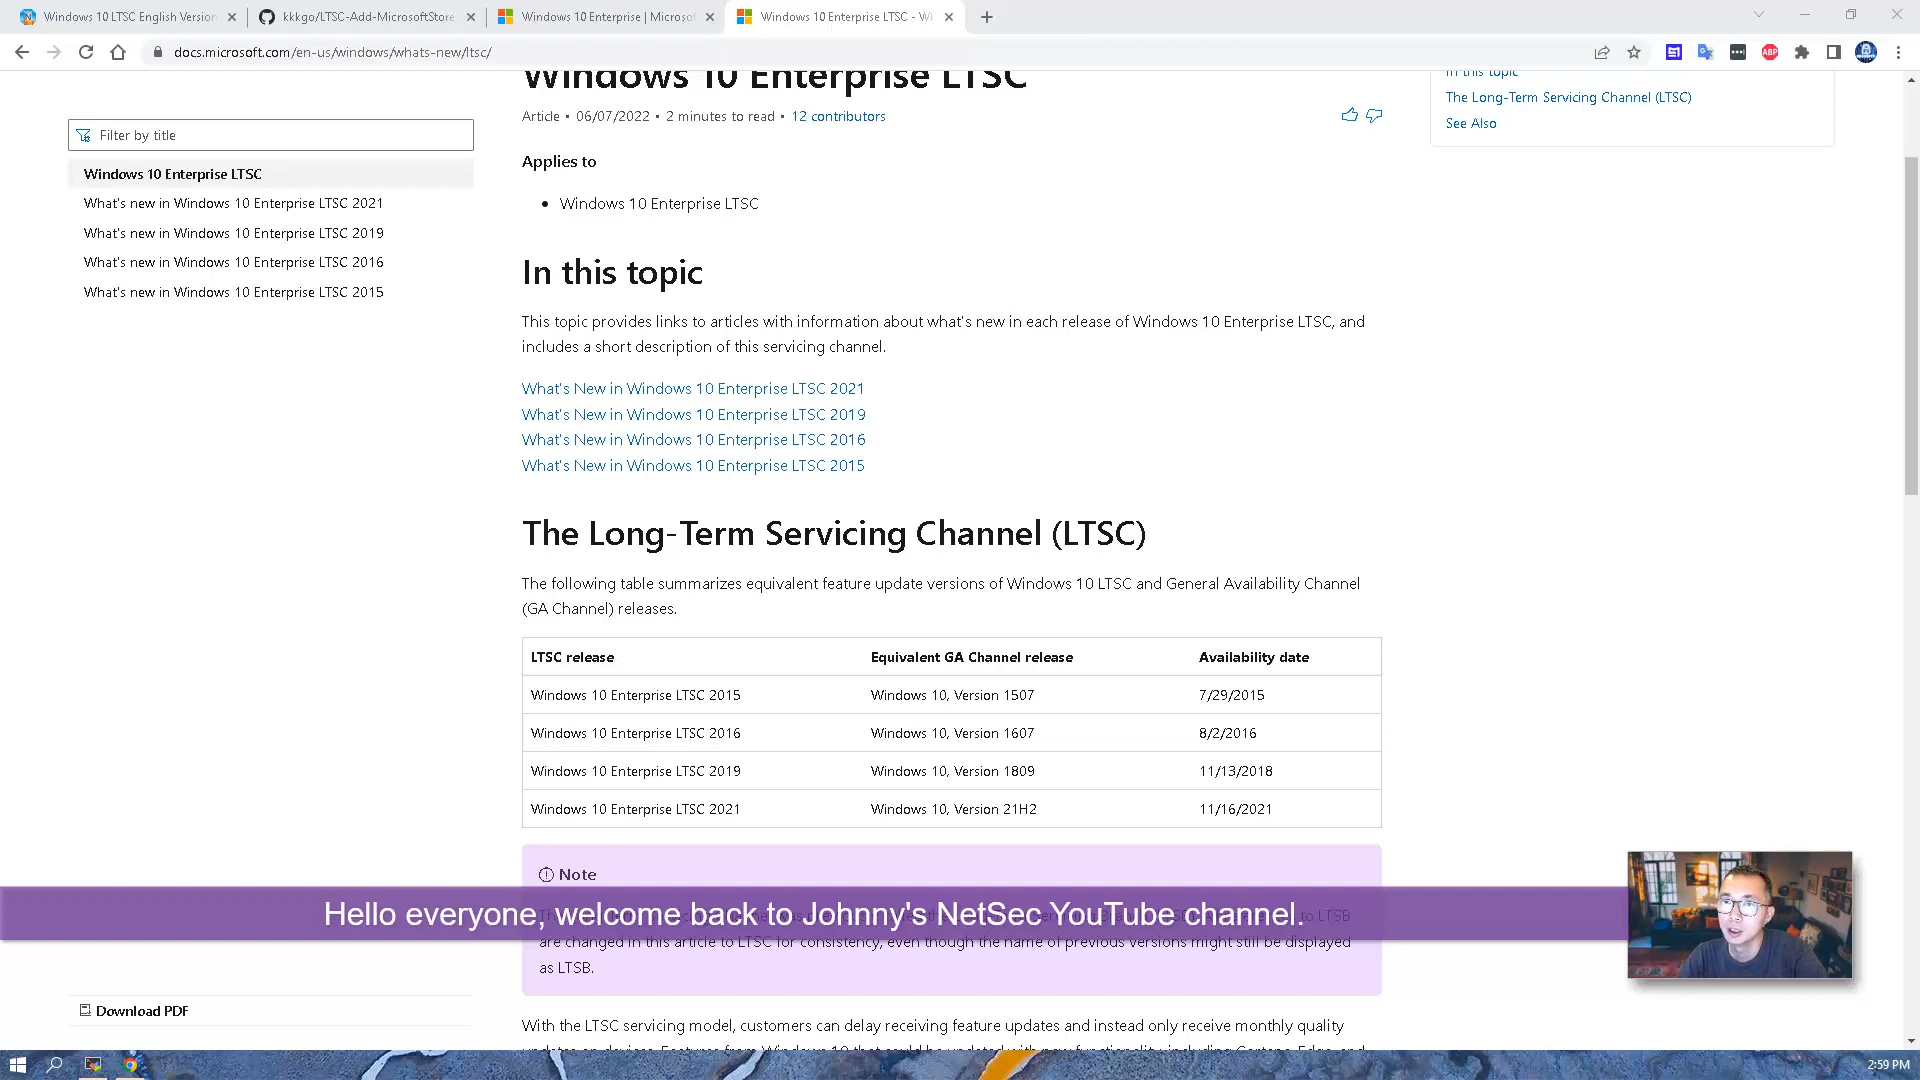 Windows 10 LTSC English Version
kkkgo/LTSC-Add-MicrosoftStore
Windows 10 Enterprise | Microsof
Windows 10 Enterprise LTSC - Wi
docs.microsoft.com/en-us/windows/whats-new/ltsc/
ABP
Filter by title
Windows 10 Enterprise LTSC
What's new in Windows 10 Enterprise LTSC 2021
What's new in Windows 10 Enterprise LTSC 2019
What's new in Windows 10 Enterprise LTSC 2016
What's new in Windows 10 Enterprise LTSC 2015
Download PDF
Windows 10 Enterprise LTSC
Article • 06/07/2022 • 2 minutes to read • 12 contributors
Applies to
• Windows 10 Enterprise LTSC
In this topic
This topic provides links to articles with information about what's new in each release of Windows 10 Enterprise LTSC, and
includes a short description of this servicing channel.
What's New in Windows 10 Enterprise LTSC 2021
What's New in Windows 10 Enterprise LTSC 2019
What's New in Windows 10 Enterprise LTSC 2016
What's New in Windows 10 Enterprise LTSC 2015
The Long-Term Servicing Channel (LTSC)
The following table summarizes equivalent feature update versions of Windows 10 LTSC and General Availability Channel
(GA Channel) releases.
LTSC release Equivalent GA Channel release Availability date
Windows 10 Enterprise LTSC 2015 Windows 10, Version 1507 7/29/2015
Windows 10 Enterprise LTSC 2016 Windows 10, Version 1607 8/2/2016
Windows 10 Enterprise LTSC 2019 Windows 10, Version 1809 11/13/2018
Windows 10 Enterprise LTSC 2021 Windows 10, Version 21H2 11/16/2021
Note
Hello everyone, welcome back to Johnny's NetSec YouTube channel.
to LTSB
are changed in this article to LTSC for consistency, even though the name of previous versions might still be displayed
as LTSB.
With the LTSC servicing model, customers can delay receiving feature updates and instead only receive monthly quality
In this topic
The Long-Term Servicing Channel (LTSC)
See Also
2:59 PM